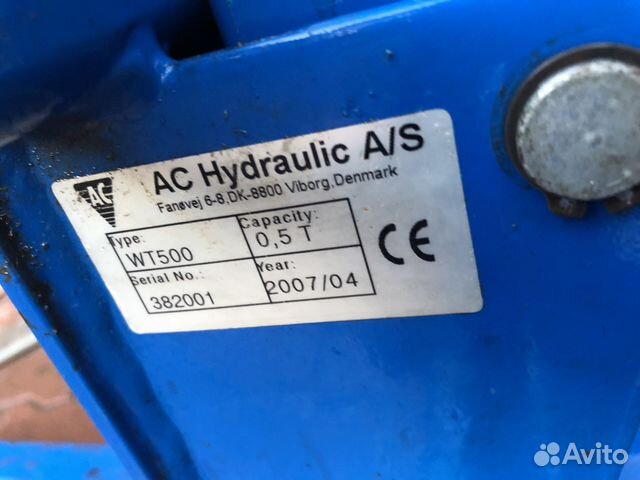 AC
AC Hydraulic A/S
Fanøvej 6-8,DK-8800 Viborg,Denmark
Type:
WT500
Capacity:
0,5 T
Serial No.:
382001
Year:
2007/04
CE
Avito